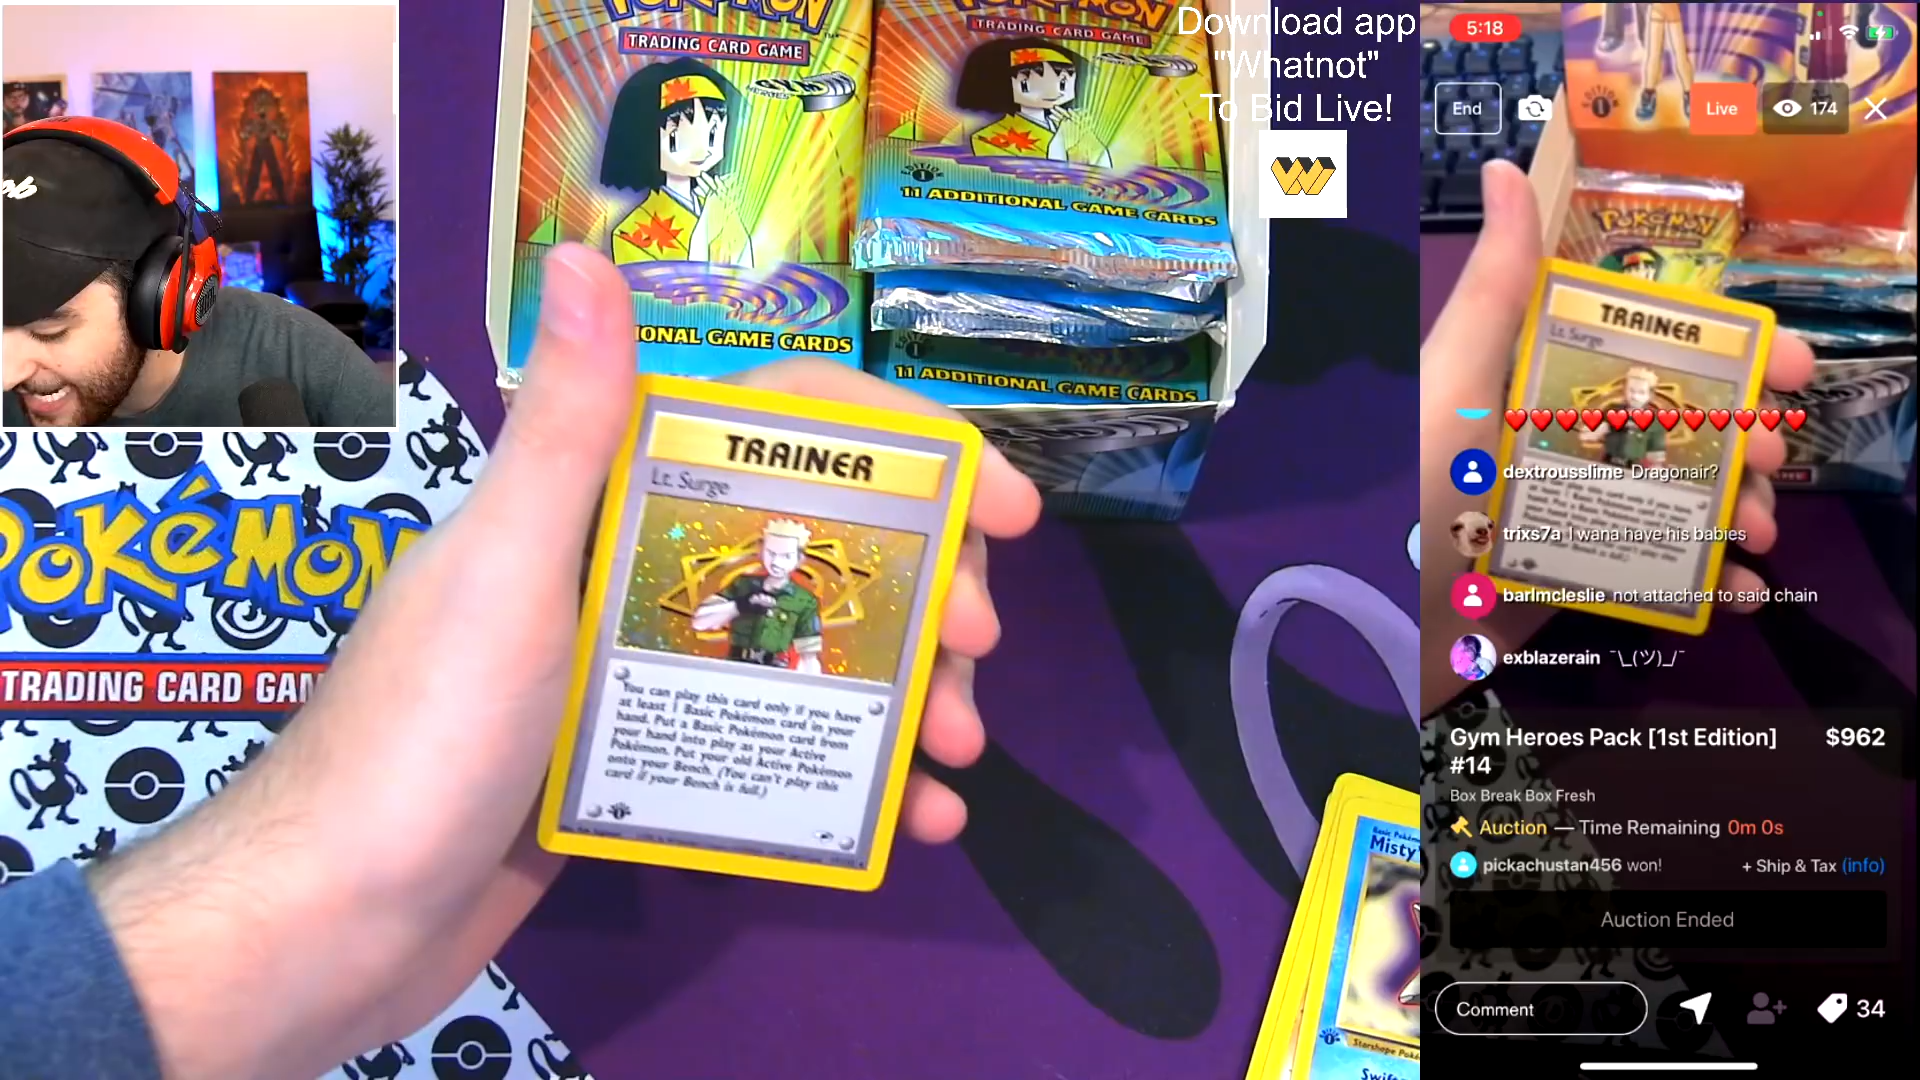 POKÉMON
TRADING CARD GAME
11 ADDITIONAL GAME CARDS
TRADING CARD GAME
IONAL GAME CARDS
11 ADDITIONAL GAME CARDS
Download app
"Whatnot"
To Bid Live!
TRAINER
Lt. Surge
You can play this card only if you have
at least 1 Basic Pokémon card in your
hand. Put a Basic Pokémon card from
your hand into play as your Active
Pokémon. Put your old Active Pokémon
onto your Bench. (You can't play this
card if your Bench is full.)
POKÉMON
TRADING CARD GAM
Misty'
5:18
End
Live
174
POKÉMON
TRAINER
Lt. Surge
dextrousslime Dragonair?
trixs7a I wana have his babies
barlmcleslie not attached to said chain
exblazerain ¯\_(ツ)_/¯
Gym Heroes Pack [1st Edition] $962
#14
Box Break Box Fresh
Auction — Time Remaining 0m 0s
pickachustan456 won! + Ship & Tax (info)
Auction Ended
Comment
34